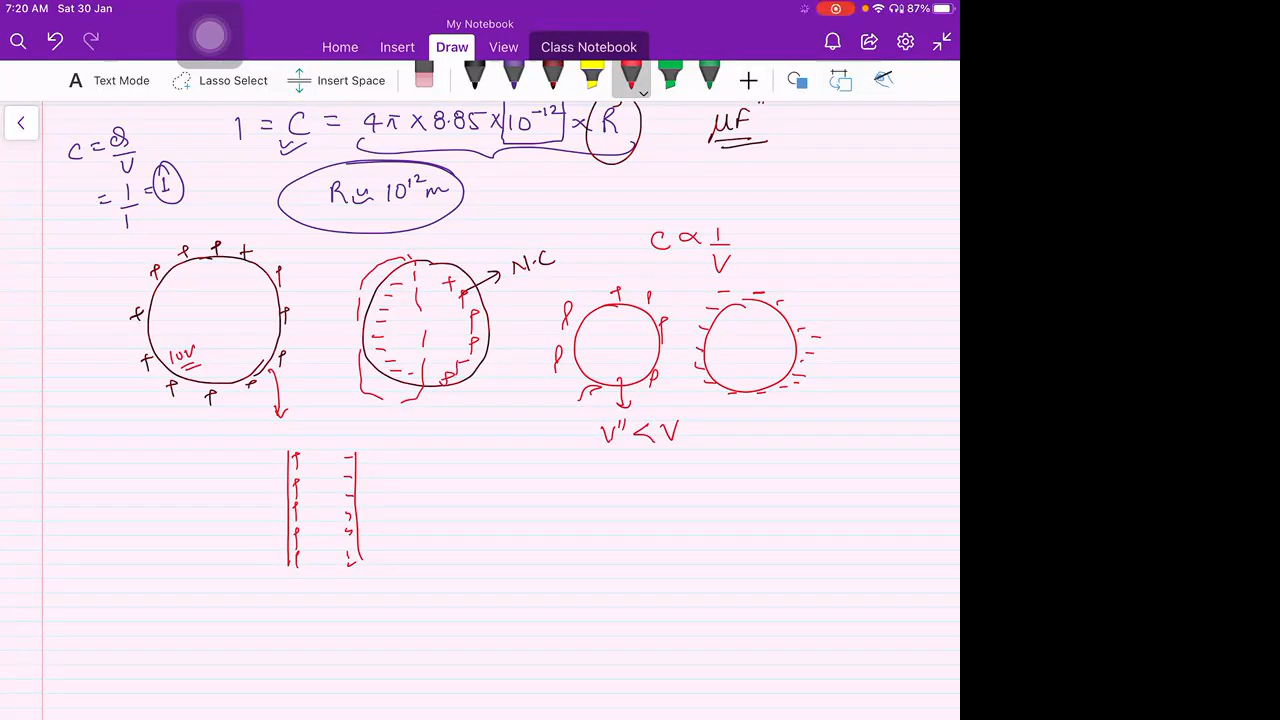 7:20 AM Sat 30 Jan
87%
My Notebook
Home Insert Draw View Class Notebook
Text Mode Lasso Select Insert Space
C = Q/V
= 1/1 = 1
1 = C = 4π × 8.85 × 10⁻¹² × R
μF"
R ≃ 10¹² m
C ∝ 1/V
N.C
10V
V" < V